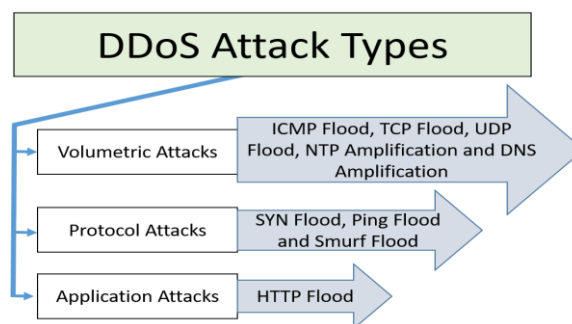 DDoS Attack Types
Volumetric Attacks
ICMP Flood, TCP Flood, UDP
Flood, NTP Amplification and DNS
Amplification
Protocol Attacks
SYN Flood, Ping Flood
and Smurf Flood
Application Attacks
HTTP Flood